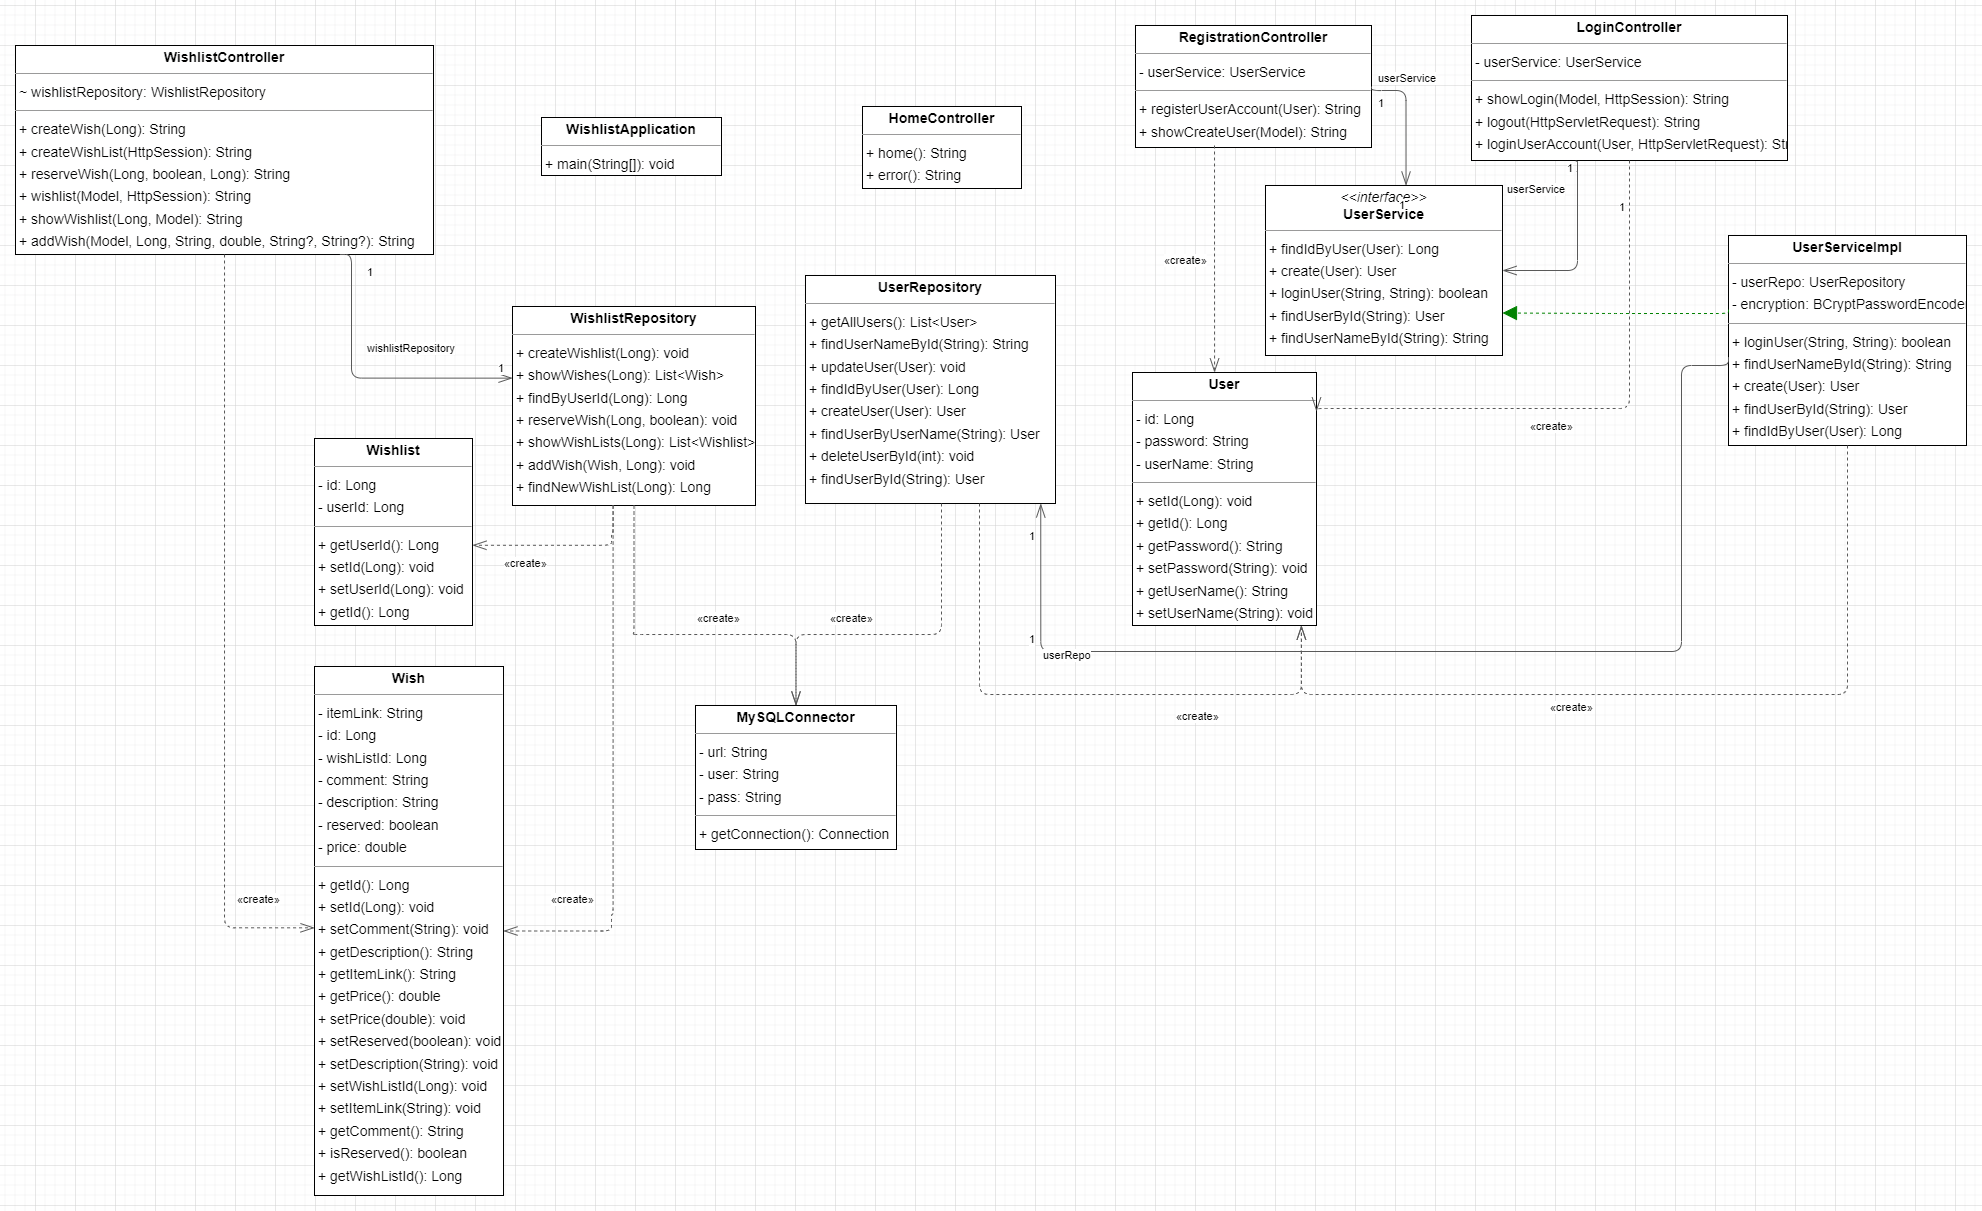 WishlistController
~ wishlistRepository: WishlistRepository
+ createWish(Long): String
+ createWishList(HttpSession): String
+ reserveWish(Long, boolean, Long): String
+ wishlist(Model, HttpSession): String
+ showWishlist(Long, Model): String
+ addWish(Model, Long, String, double, String?, String?): String
1
wishlistRepository
1
WishlistApplication
+ main(String[]): void
HomeController
+ home(): String
+ error(): String
RegistrationController
- userService: UserService
+ registerUserAccount(User): String
+ showCreateUser(Model): String
userService
1
«create»
LoginController
- userService: UserService
+ showLogin(Model, HttpSession): String
+ logout(HttpServletRequest): String
+ loginUserAccount(User, HttpServletRequest): Stri
1
userService
1
«create»
<<interface>>
1
UserService
+ findIdByUser(User): Long
+ create(User): User
+ loginUser(String, String): boolean
+ findUserById(String): User
+ findUserNameById(String): String
UserServiceImpl
- userRepo: UserRepository
- encryption: BCryptPasswordEncode
+ loginUser(String, String): boolean
+ findUserNameById(String): String
+ create(User): User
+ findUserById(String): User
+ findIdByUser(User): Long
WishlistRepository
+ createWishlist(Long): void
+ showWishes(Long): List<Wish>
+ findByUserId(Long): Long
+ reserveWish(Long, boolean): void
+ showWishLists(Long): List<Wishlist>
+ addWish(Wish, Long): void
+ findNewWishList(Long): Long
UserRepository
+ getAllUsers(): List<User>
+ findUserNameById(String): String
+ updateUser(User): void
+ findIdByUser(User): Long
+ createUser(User): User
+ findUserByUserName(String): User
+ deleteUserById(int): void
+ findUserById(String): User
User
- id: Long
- password: String
- userName: String
+ setId(Long): void
+ getId(): Long
+ getPassword(): String
+ setPassword(String): void
+ getUserName(): String
+ setUserName(String): void
Wishlist
- id: Long
- userId: Long
+ getUserId(): Long
+ setId(Long): void
+ setUserId(Long): void
+ getId(): Long
«create»
«create»
«create»
1
1
userRepo
«create»
«create»
Wish
- itemLink: String
- id: Long
- wishListId: Long
- comment: String
- description: String
- reserved: boolean
- price: double
+ getId(): Long
+ setId(Long): void
+ setComment(String): void
+ getDescription(): String
+ getItemLink(): String
+ getPrice(): double
+ setPrice(double): void
+ setReserved(boolean): void
+ setDescription(String): void
+ setWishListId(Long): void
+ setItemLink(String): void
+ getComment(): String
+ isReserved(): boolean
+ getWishListId(): Long
«create»
«create»
MySQLConnector
- url: String
- user: String
- pass: String
+ getConnection(): Connection